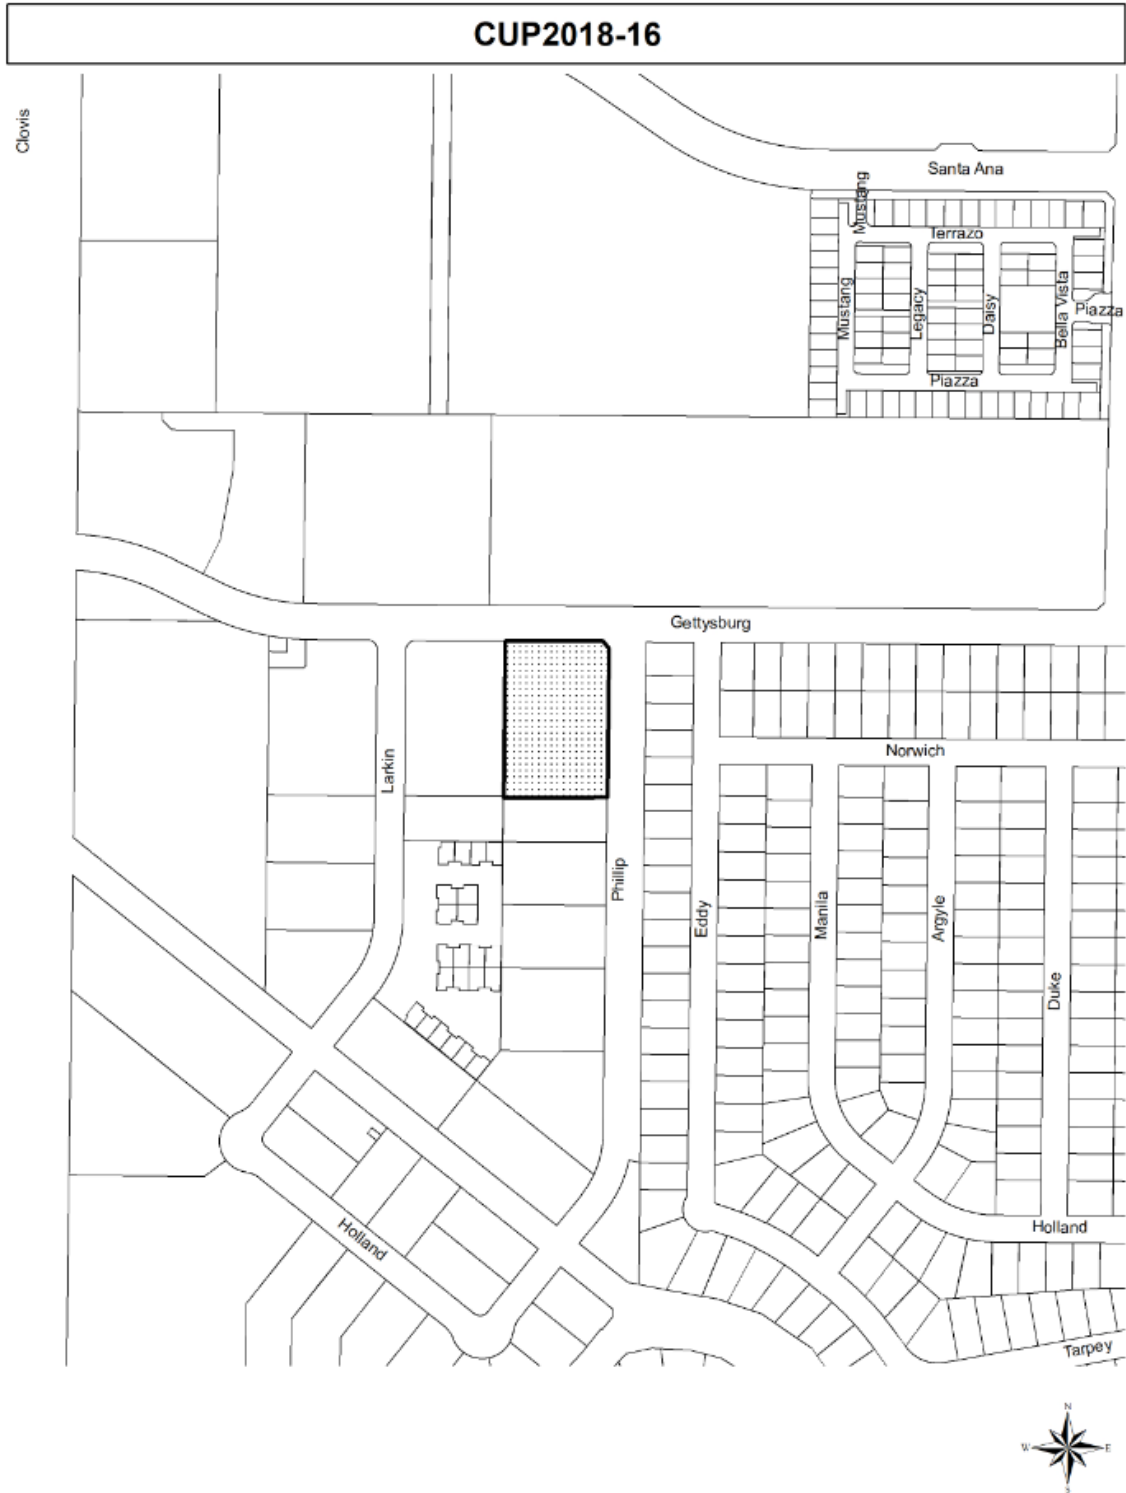 CUP2018-16
Clovis
Santa Ana
Mustang
Terrazo
Mustang
Legacy
Daisy
Bella Vista
Piazza
Piazza
Gettysburg
Norwich
Larkin
Phillip
Eddy
Manila
Argyle
Duke
Holland
Holland
Tarpey
N
W
E
S